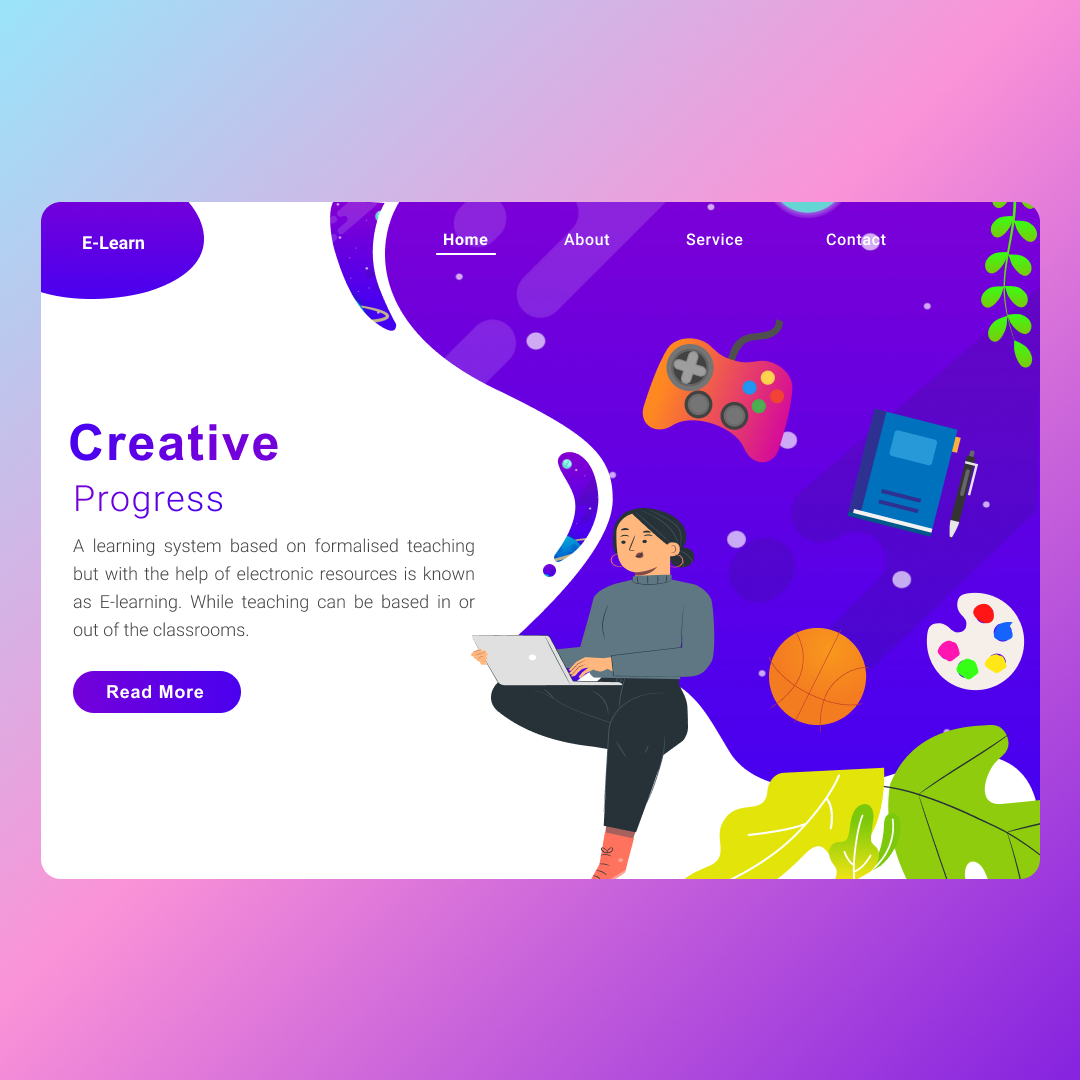 E-Learn
Home About Service Contact
Creative
Progress
A learning system based on formalised teaching
but with the help of electronic resources is known
as E-learning. While teaching can be based in or
out of the classrooms.
Read More